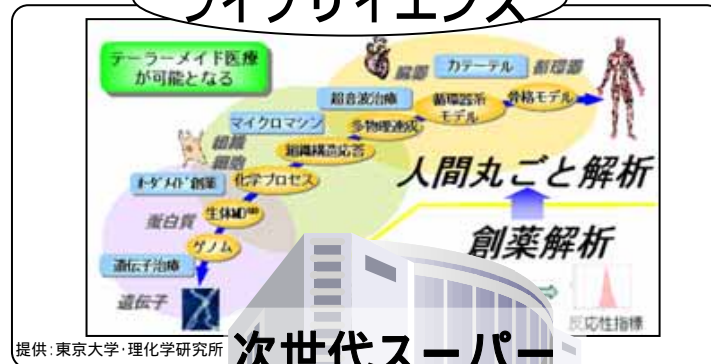 ライフサイエンス
テーラーメイド医療
が可能となる
臓器
カテーテル
循環器
超音波治療
循環器系
モデル
骨格モデル
マイクロマシン
多物理連成
組織
細胞
組織構造応答
オーダメイド創薬
化学プロセス
人間丸ごと解析
蛋白質
生体MD
ゲノム
創薬解析
遺伝子治療
遺伝子
反応性指標
提供：東京大学・理化学研究所
次世代スーパー